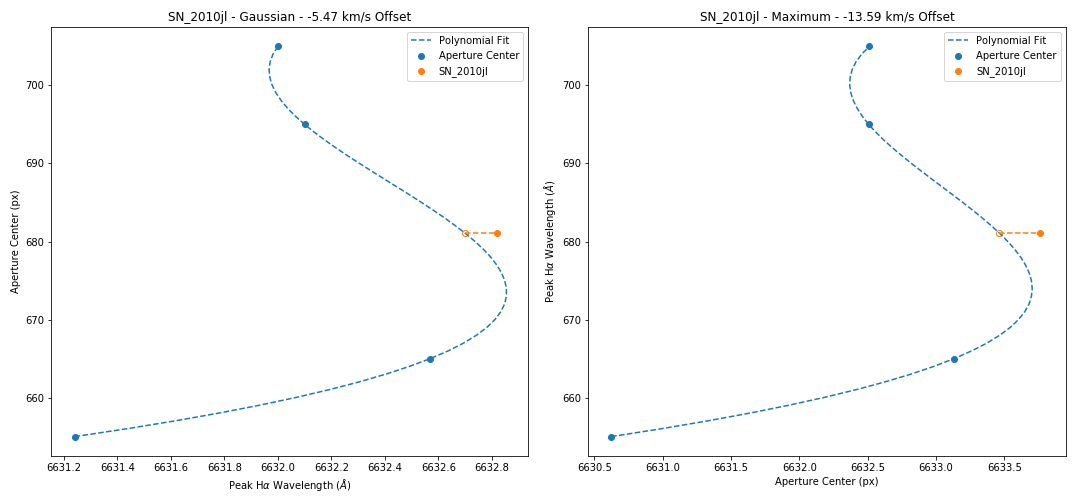 SN_2010jl - Gaussian - -5.47 km/s Offset
Polynomial Fit
Aperture Center
SN_2010jl
700
690
680
670
660
Aperture Center (px)
6631.2 6631.4 6631.6 6631.8 6632.0 6632.2 6632.4 6632.6 6632.8
Peak Hα Wavelength (Å)
SN_2010jl - Maximum - -13.59 km/s Offset
Polynomial Fit
Aperture Center
SN_2010jl
700
690
680
670
660
Peak Hα Wavelength (Å)
6630.5 6631.0 6631.5 6632.0 6632.5 6633.0 6633.5
Aperture Center (px)